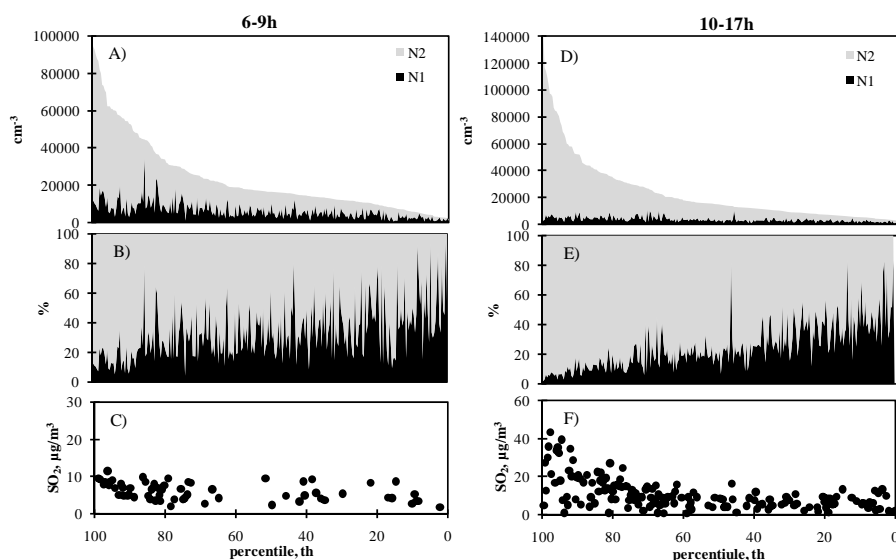 6-9h
10-17h
A)
N2
N1
cm-3
100000
80000
60000
40000
20000
0
D)
N2
N1
cm-3
140000
120000
100000
80000
60000
40000
20000
0
B)
%
100
80
60
40
20
0
E)
%
100
80
60
40
20
0
C)
SO2, µg/m³
30
20
10
0
100 80 60 40 20 0
percentile, th
F)
SO2, µg/m³
60
40
20
0
100 80 60 40 20 0
percentiule, th